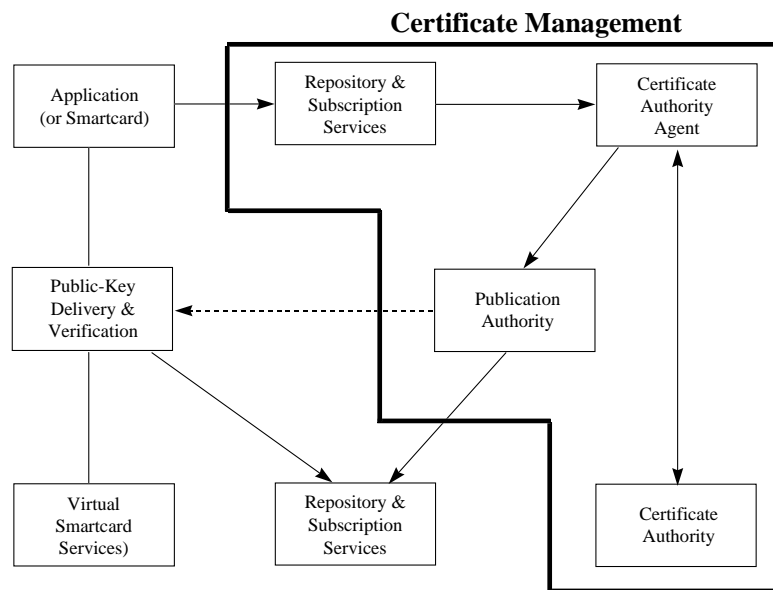 Certificate Management
Application
(or Smartcard)
Repository &
Subscription
Services
Certificate
Authority
Agent
Public-Key
Delivery &
Verification
Publication
Authority
Virtual
Smartcard
Services)
Repository &
Subscription
Services
Certificate
Authority